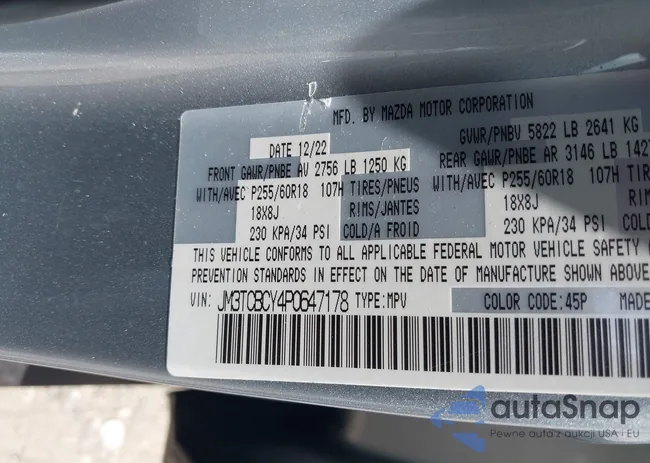 MFD. BY MAZDA MOTOR CORPORATION
DATE 12/22 GVWR/PNBV 5822 LB 2641 KG
FRONT GAWR/PNBE AV 2756 LB 1250 KG REAR GAWR/PNBE AR 3146 LB 1427
WITH/AVEC P255/60R18 107H TIRES/PNEUS WITH/AVEC P255/60R18 107H
18X8J RIMS/JANTES 18X8J
230 KPA/34 PSI COLD/A FROID 230 KPA/34 PSI
THIS VEHICLE CONFORMS TO ALL APPLICABLE FEDERAL MOTOR VEHICLE SAFETY
PREVENTION STANDARDS IN EFFECT ON THE DATE OF MANUFACTURE SHOWN ABOVE.
VIN: JM3TCBCY4P0647178 TYPE:MPV COLOR CODE:45P MADE
autoSnap
Pewne auta z aukcji USA i EU